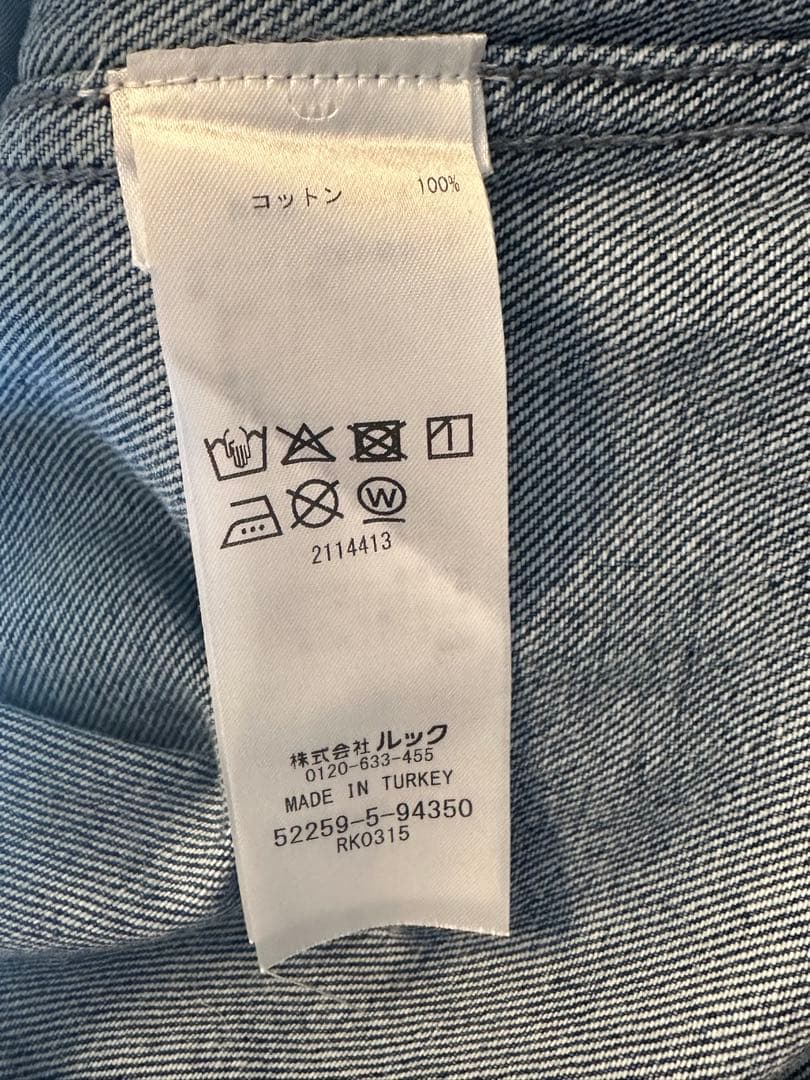 コットン 100%
W
2114413
株式会社 ルック
0120-633-455
MADE IN TURKEY
52259-5-94350
RK0315